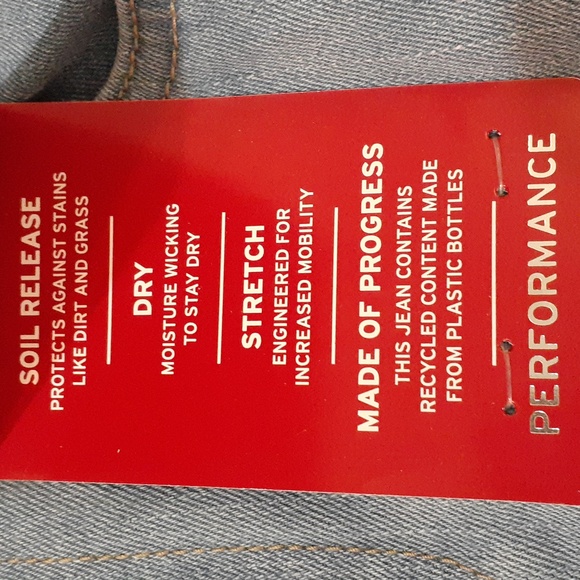 SOIL RELEASE
PROTECTS AGAINST STAINS
LIKE DIRT AND GRASS
DRY
MOISTURE WICKING
TO STAY DRY
STRETCH
ENGINEERED FOR
INCREASED MOBILITY
MADE OF PROGRESS
THIS JEAN CONTAINS
RECYCLED CONTENT MADE
FROM PLASTIC BOTTLES
PERFORMANCE